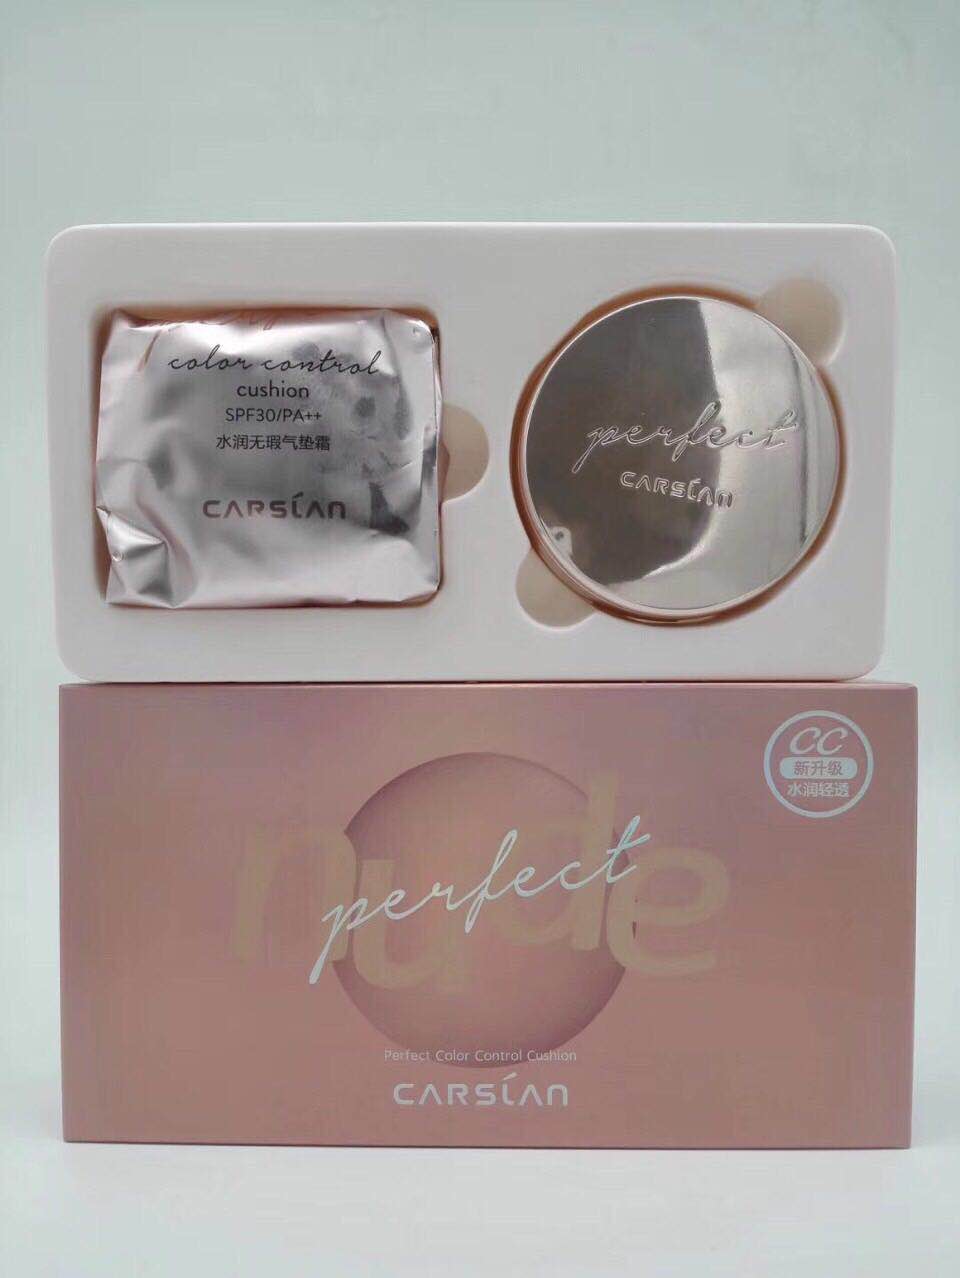 color control
cushion
SPF30/PA++
水润无瑕气垫霜
CARSLAN
perfect
CARSLAN
CC
新升级
水润轻透
nude
perfect
Perfect Color Control Cushion
CARSLAN